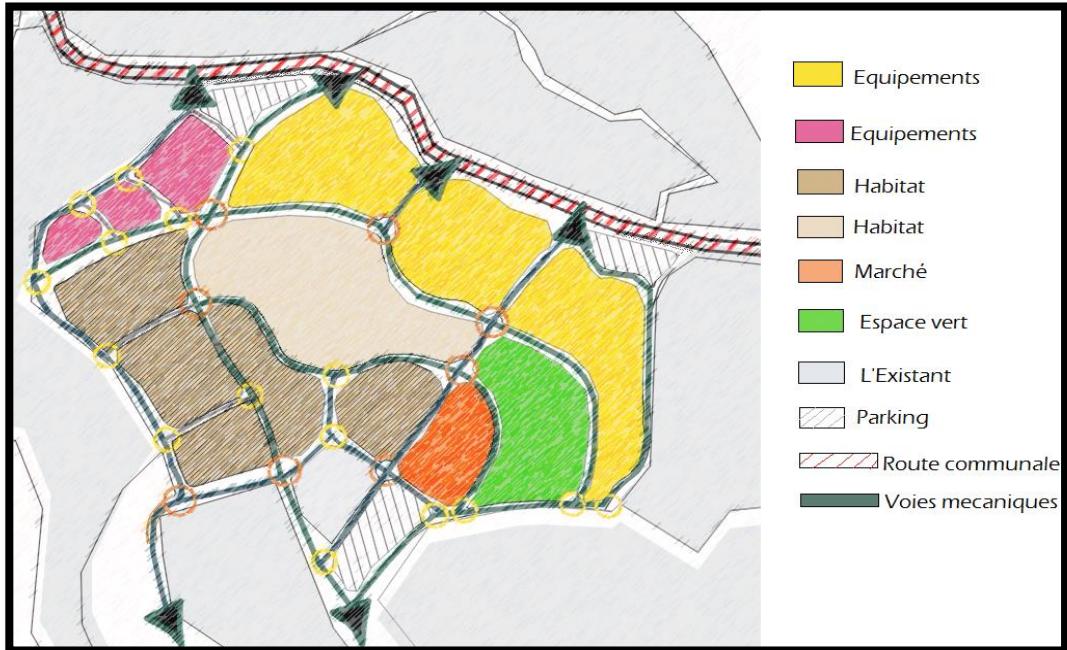 Equipements
Equipements
Habitat
Habitat
Marché
Espace vert
L'Existant
Parking
Route communale
Voies mecaniques